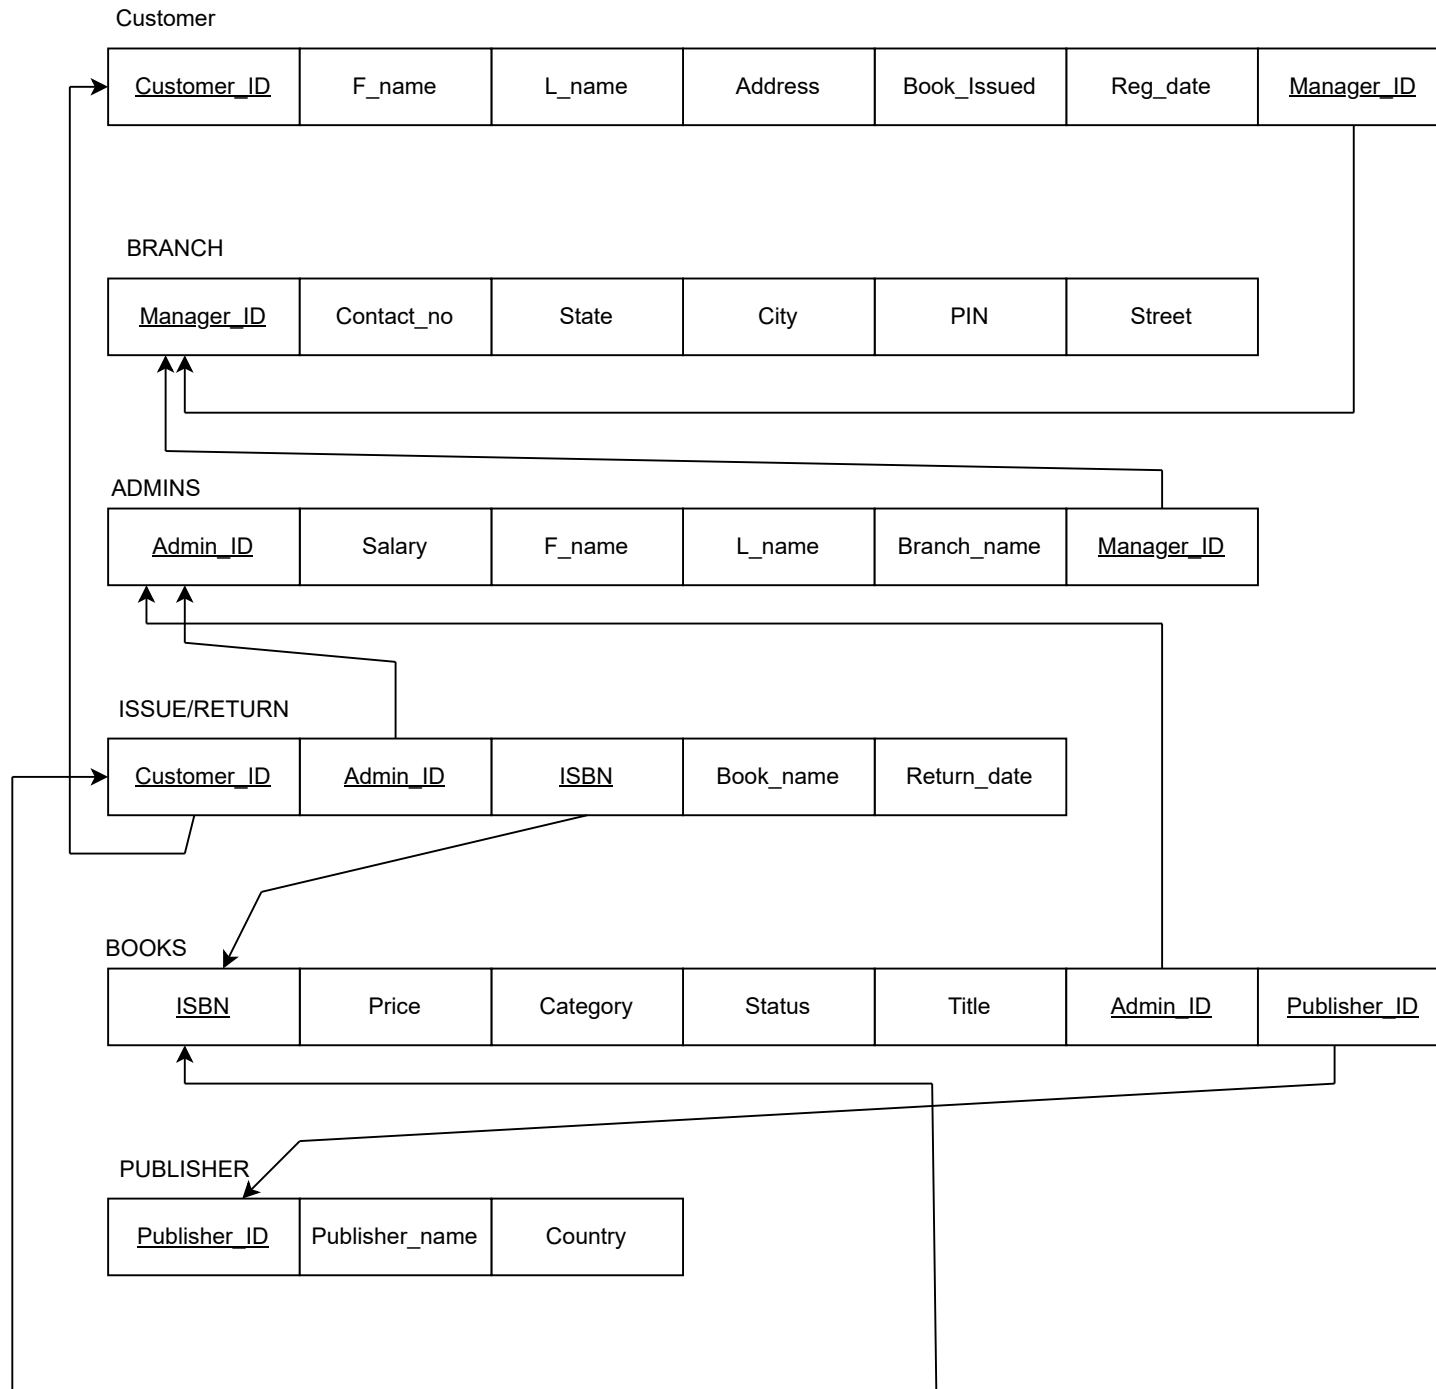 Customer
Customer_ID F_name L_name Address Book_Issued Reg_date Manager_ID
BRANCH
Manager_ID Contact_no State City PIN Street
ADMINS
Admin_ID Salary F_name L_name Branch_name Manager_ID
ISSUE/RETURN
Customer_ID Admin_ID ISBN Book_name Return_date
BOOKS
ISBN Price Category Status Title Admin_ID Publisher_ID
PUBLISHER
Publisher_ID Publisher_name Country